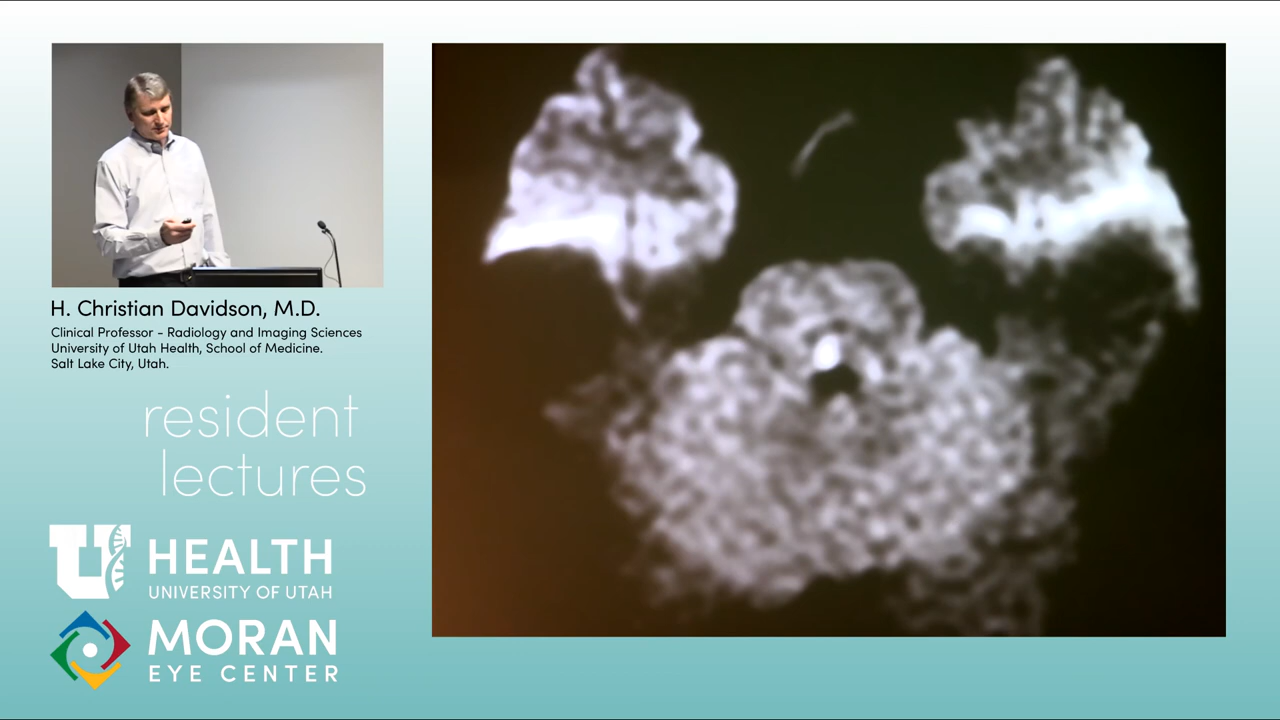 H. Christian Davidson, M.D.
Clinical Professor - Radiology and Imaging Sciences
University of Utah Health, School of Medicine.
Salt Lake City, Utah.
resident
lectures
U
HEALTH
UNIVERSITY OF UTAH
MORAN
EYE CENTER